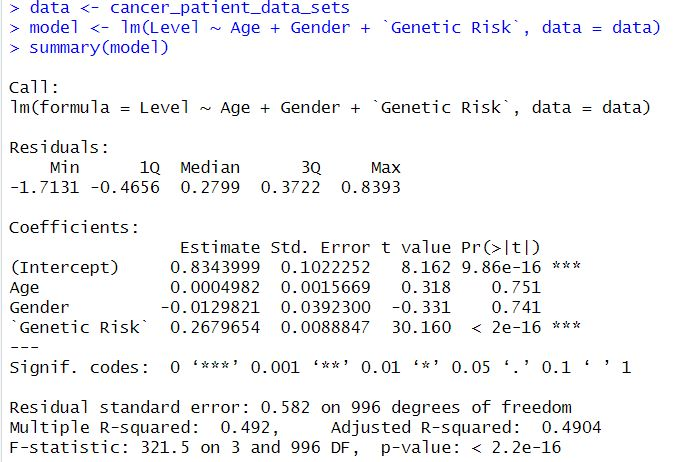 > data <- cancer_patient_data_sets
> model <- lm(Level ~ Age + Gender + `Genetic Risk`, data = data)
> summary(model)
Call:
lm(formula = Level ~ Age + Gender + `Genetic Risk`, data = data)
Residuals:
    Min      1Q  Median      3Q     Max
-1.7131 -0.4656  0.2799  0.3722  0.8393
Coefficients:
                 Estimate Std. Error t value Pr(>|t|)
(Intercept)     0.8343999  0.1022252   8.162 9.86e-16 ***
Age             0.0004982  0.0015669   0.318    0.751
Gender         -0.0129821  0.0392300  -0.331    0.741
`Genetic Risk`  0.2679654  0.0088847  30.160  < 2e-16 ***
---
Signif. codes:  0 ‘***’ 0.001 ‘**’ 0.01 ‘*’ 0.05 ‘.’ 0.1 ‘ ’ 1
Residual standard error: 0.582 on 996 degrees of freedom
Multiple R-squared:  0.492,     Adjusted R-squared:  0.4904
F-statistic: 321.5 on 3 and 996 DF,  p-value: < 2.2e-16